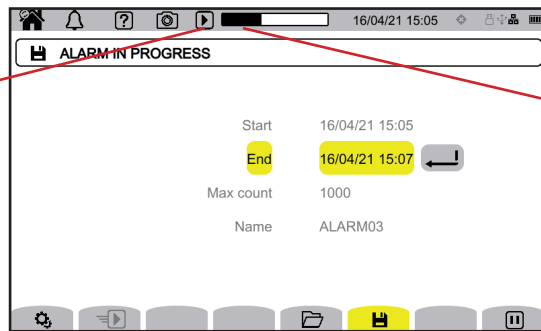 16/04/21 15:05
ALARM IN PROGRESS
Start 16/04/21 15:05
End 16/04/21 15:07
Max count 1000
Name ALARM03